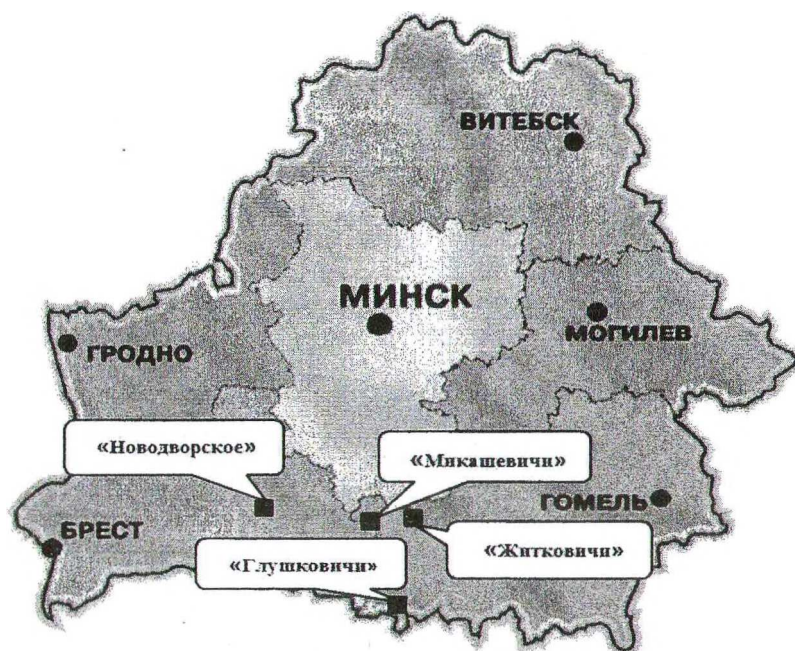 ВИТЕБСК
МИНСК
МОГИЛЕВ
ГРОДНО
«Новодворское»
«Микашевичи»
ГОМЕЛЬ
БРЕСТ
«Житковичи»
«Глушковичи»